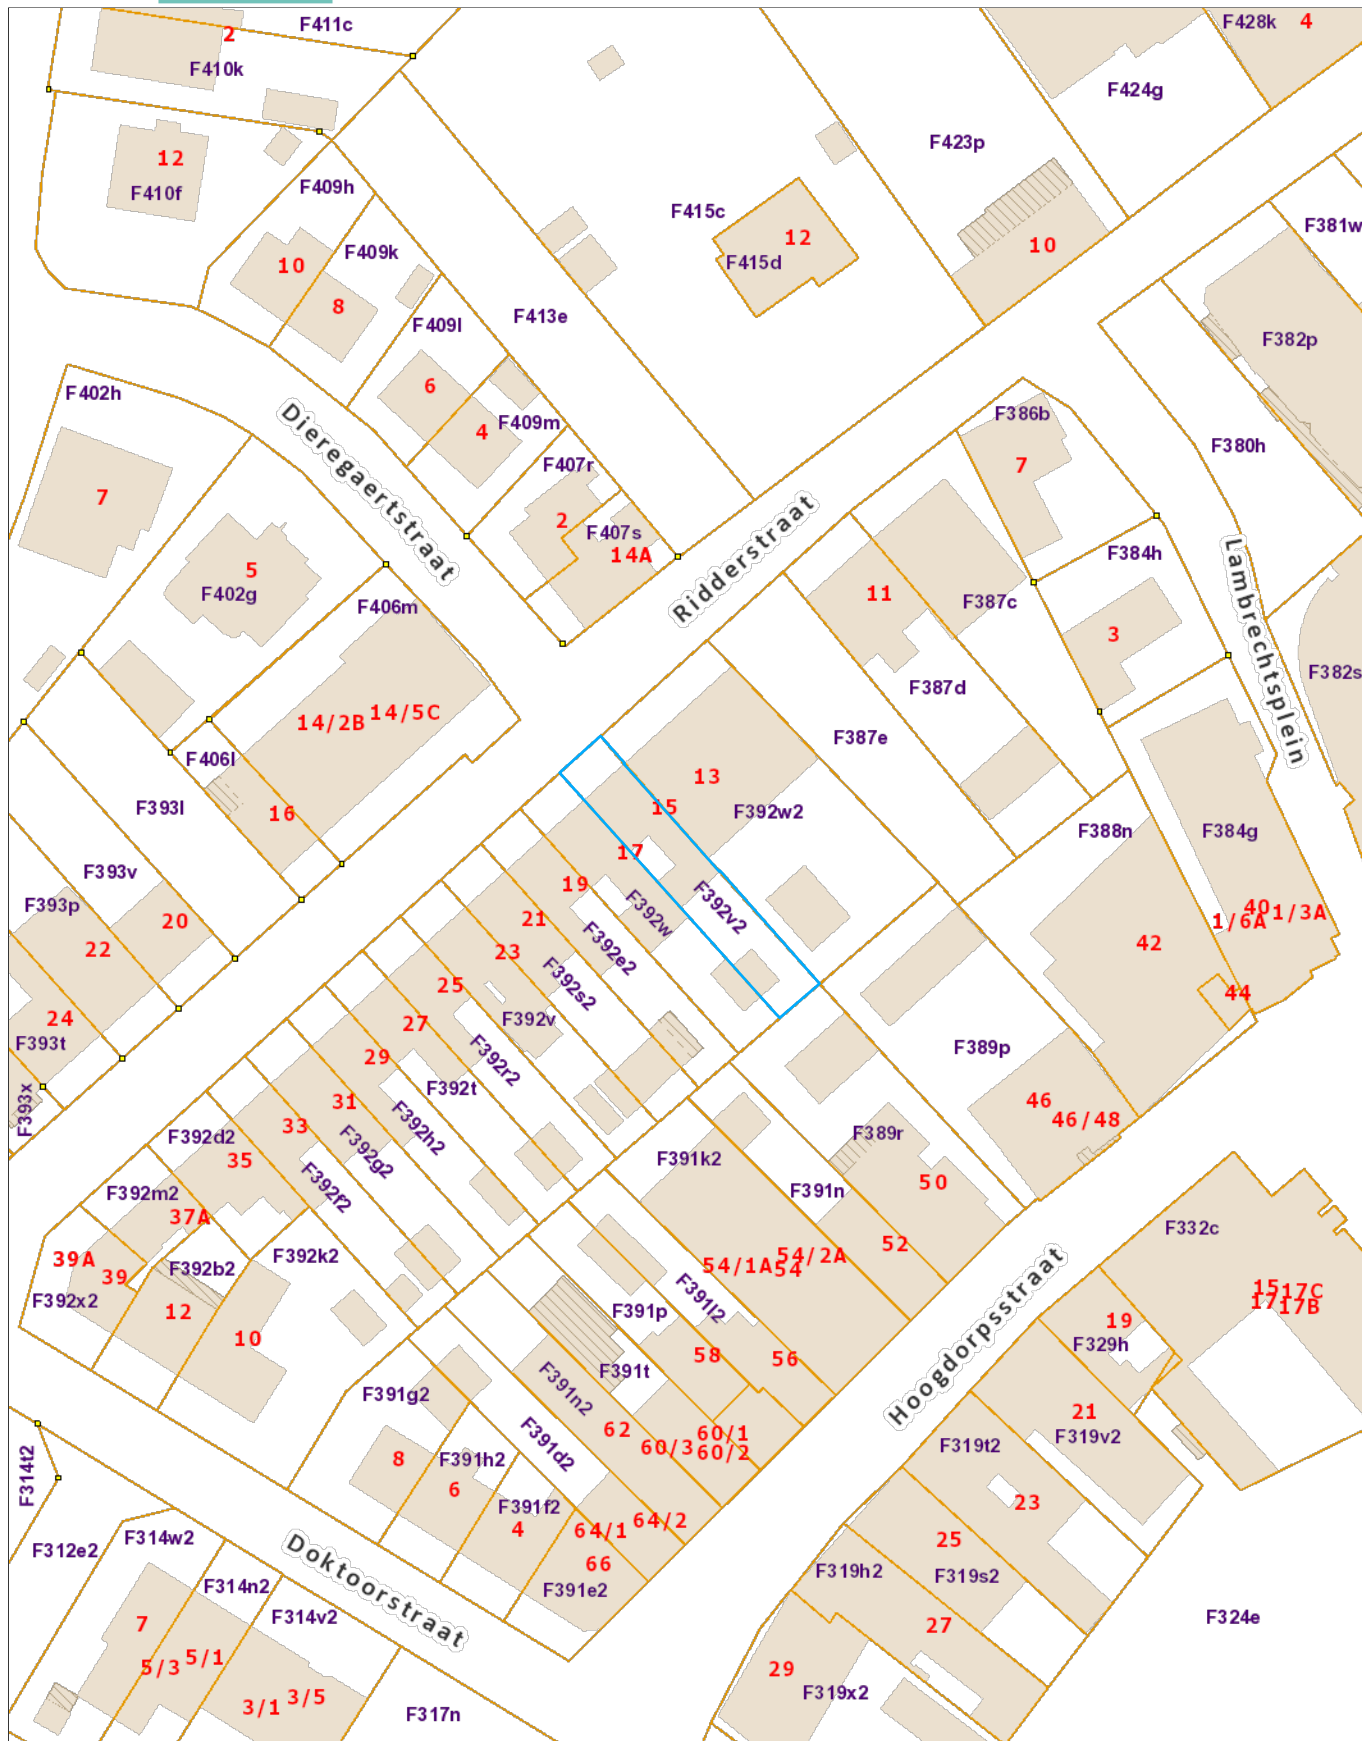 F411c
2
F410k
F428k
4
F424g
12
F410f
F409h
F423p
F415c
F381w
F409k
10
8
12
F415d
10
F409l
F413e
F382p
F402h
6
F409m
4
F386b
F380h
Dieregaertstraat
F407r
7
7
2
F407s
14A
Ridderstraat
5
F402g
F406m
11
F387c
F384h
3
Lambrechtsplein
F382s
F387d
14/2B
14/5C
F406l
F387e
13
15
F392w2
F393l
16
17
F388n
F384g
F393v
19
F392w
F392v2
F393p
20
22
21
F392e2
40
1/3A
1/6A
42
23
F392s2
25
F392v
44
24
27
F393t
29
F392r2
F389p
F392t
F393x
31
F392h2
46
46/48
33
F392d2
35
F392g2
F389r
F391k2
F392f2
F391n
50
F392m2
37A
F332c
39A
39
F392b2
F392k2
52
54/2A
54/1A
54
F392x2
12
10
F391l2
F391p
Hoogdorpsstraat
15
17C
17
17B
19
F329h
58
56
F391t
F391g2
F391n2
21
62
60/1
60/3
60/2
F319v2
F319t2
8
F391h2
F391d2
6
F314t2
F391f2
4
64/1
64/2
23
25
F312e2
F314w2
Doktoorstraat
66
F391e2
F319h2
F319s2
F314n2
F314v2
7
27
F324e
5/3
5/1
29
F319x2
3/1
3/5
F317n